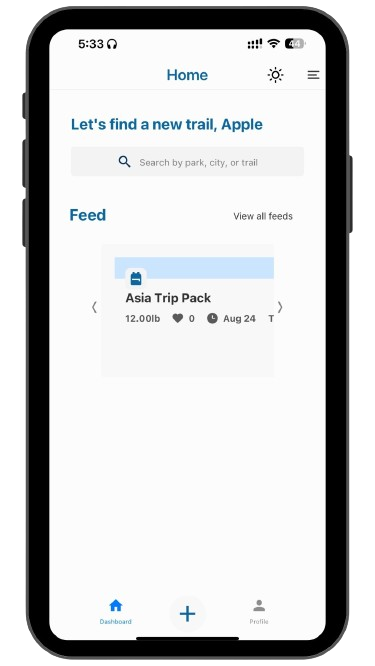 5:33
44
Home
Let's find a new trail, Apple
Search by park, city, or trail
Feed
View all feeds
Asia Trip Pack
12.00lb 0 Aug 24 T
Dashboard
Profile